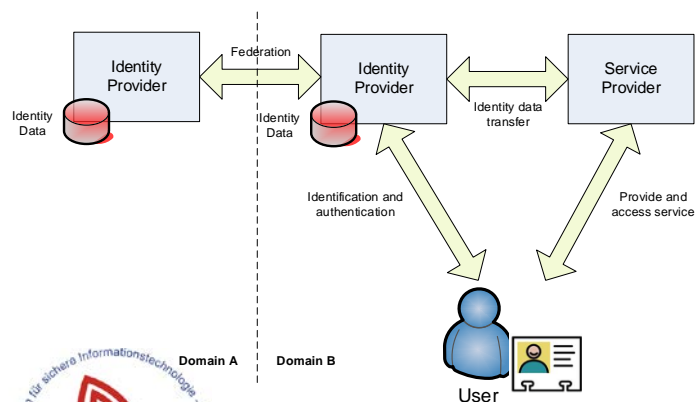 Federation
Identity
Provider
Identity
Provider
Service
Provider
Identity
Data
Identity
Data
Identity data
transfer
Identification and
authentication
Provide and
access service
für sichere Informationstechnologie
Domain A
Domain B
User